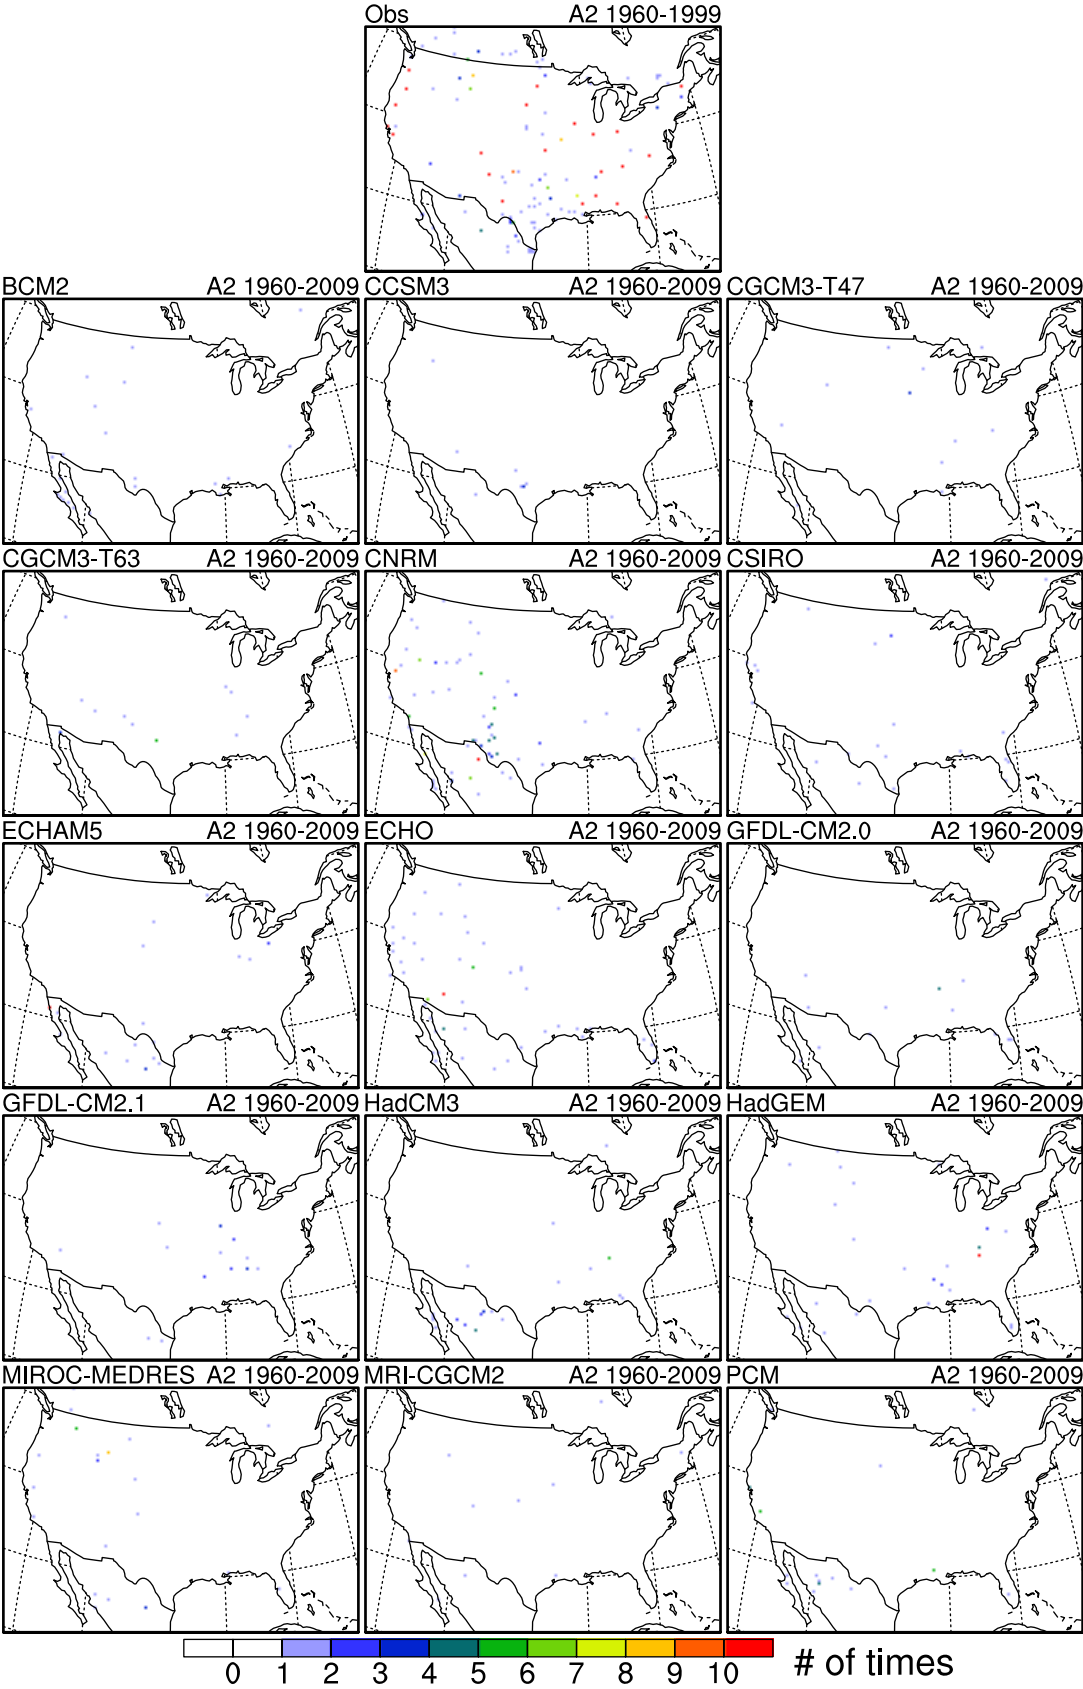 Obs A2 1960-1999
BCM2 A2 1960-2009 CCSM3 A2 1960-2009 CGCM3-T47 A2 1960-2009
CGCM3-T63 A2 1960-2009 CNRM A2 1960-2009 CSIRO A2 1960-2009
ECHAM5 A2 1960-2009 ECHO A2 1960-2009 GFDL-CM2.0 A2 1960-2009
GFDL-CM2.1 A2 1960-2009 HadCM3 A2 1960-2009 HadGEM A2 1960-2009
MIROC-MEDRES A2 1960-2009 MRI-CGCM2 A2 1960-2009 PCM A2 1960-2009
0 1 2 3 4 5 6 7 8 9 10 # of times